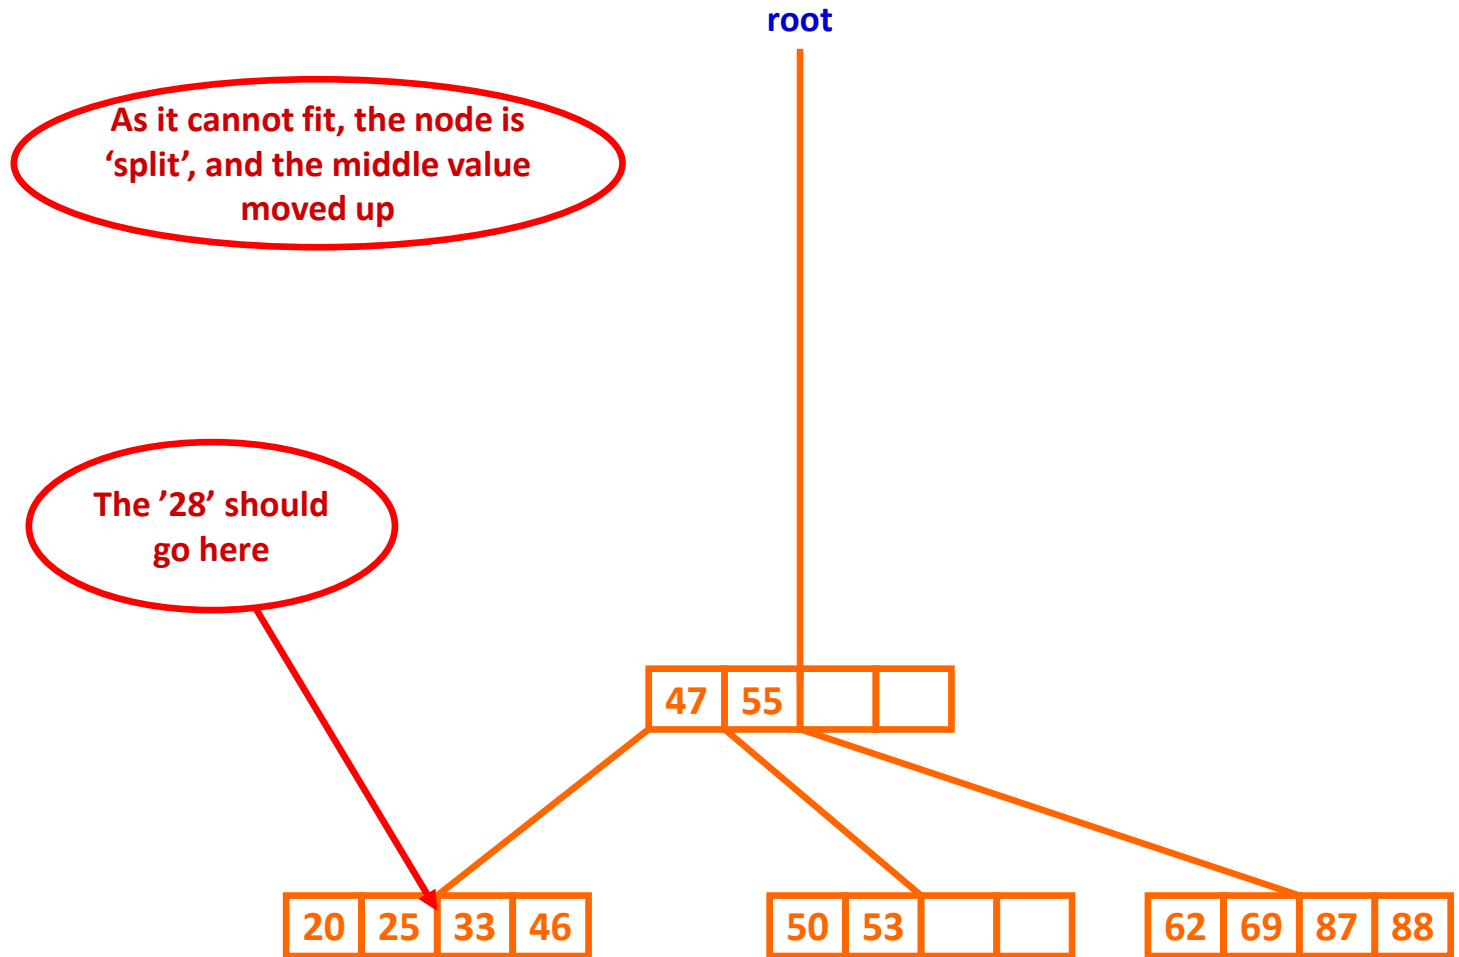 root
As it cannot fit, the node is
‘split’, and the middle value
moved up
The ’28’ should
go here
47 55
20 25 33 46
50 53
62 69 87 88